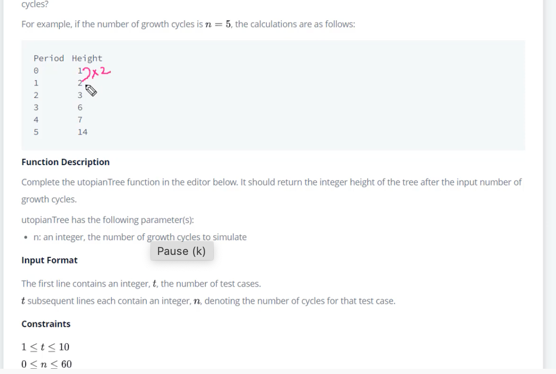 cycles?
For example, if the number of growth cycles is n = 5, the calculations are as follows:
Period Height
0 1
1 2
2 3
3 6
4 7
5 14
×2
Function Description
Complete the utopianTree function in the editor below. It should return the integer height of the tree after the input number of
growth cycles.
utopianTree has the following parameter(s):
• n: an integer, the number of growth cycles to simulate
Pause (k)
Input Format
The first line contains an integer, t, the number of test cases.
t subsequent lines each contain an integer, n, denoting the number of cycles for that test case.
Constraints
1 ≤ t ≤ 10
0 ≤ n ≤ 60